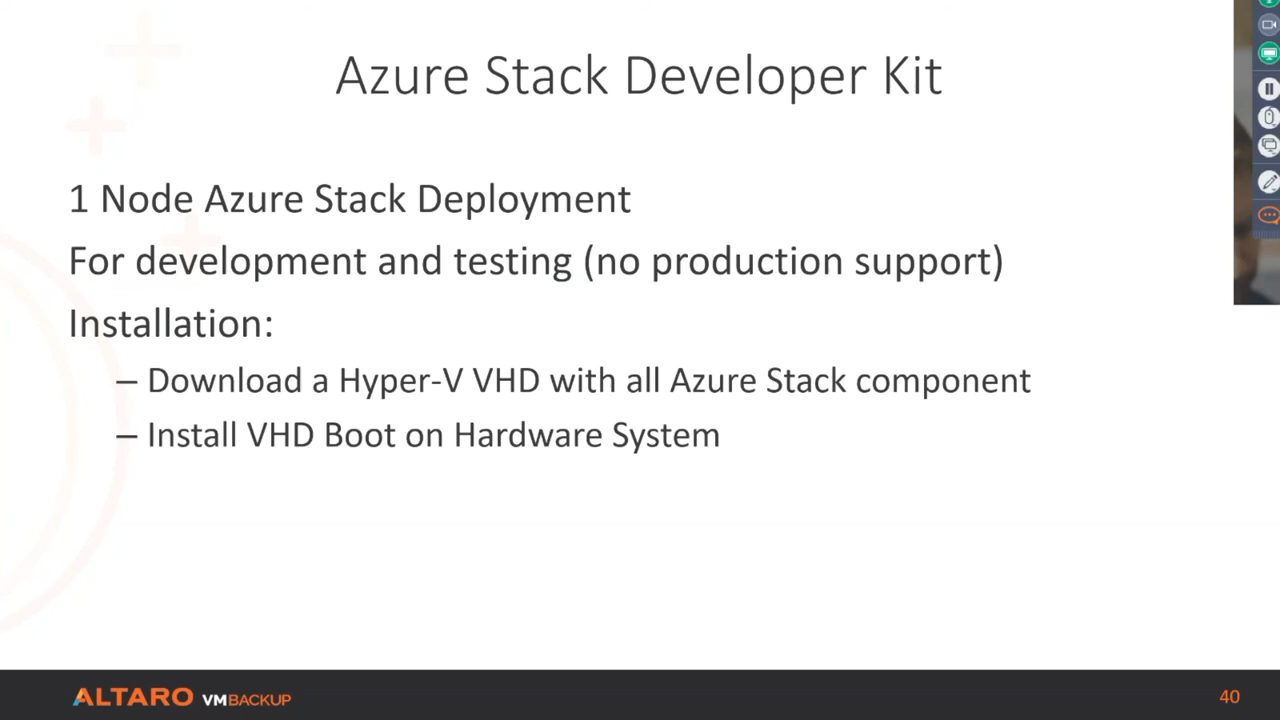 Azure Stack Developer Kit
1 Node Azure Stack Deployment
For development and testing (no production support)
Installation:
– Download a Hyper-V VHD with all Azure Stack component
– Install VHD Boot on Hardware System
ALTARO VMBACKUP
40